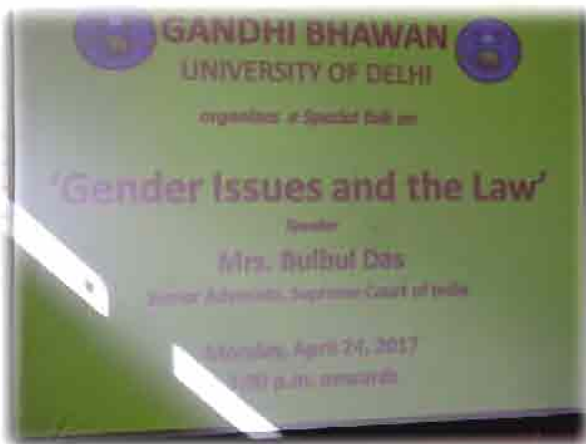 GANDHI BHAWAN
UNIVERSITY OF DELHI
organizes a Special Talk on
'Gender Issues and the Law'
Speaker
Mrs. Bulbul Das
Senior Advocate, Supreme Court of India
Monday, April 24, 2017
p.m. onwards